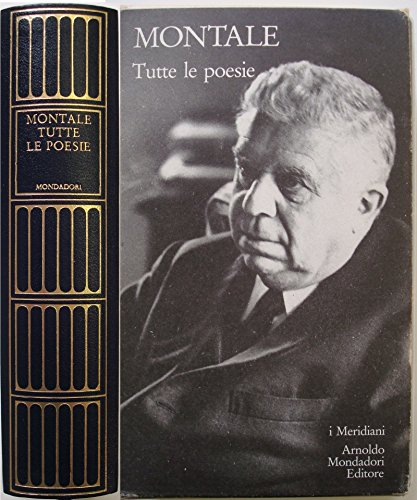 MONTALE
TUTTE
LE POESIE
MONDADORI
MONTALE
Tutte le poesie
i Meridiani
Arnoldo
Mondadori
Editore